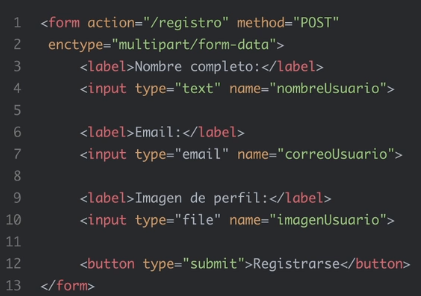 1 <form action="/registro" method="POST"
2 enctype="multipart/form-data">
3 <label>Nombre completo:</label>
4 <input type="text" name="nombreUsuario">
5
6 <label>Email:</label>
7 <input type="email" name="correoUsuario">
8
9 <label>Imagen de perfil:</label>
10 <input type="file" name="imagenUsuario">
11
12 <button type="submit">Registrarse</button>
13 </form>